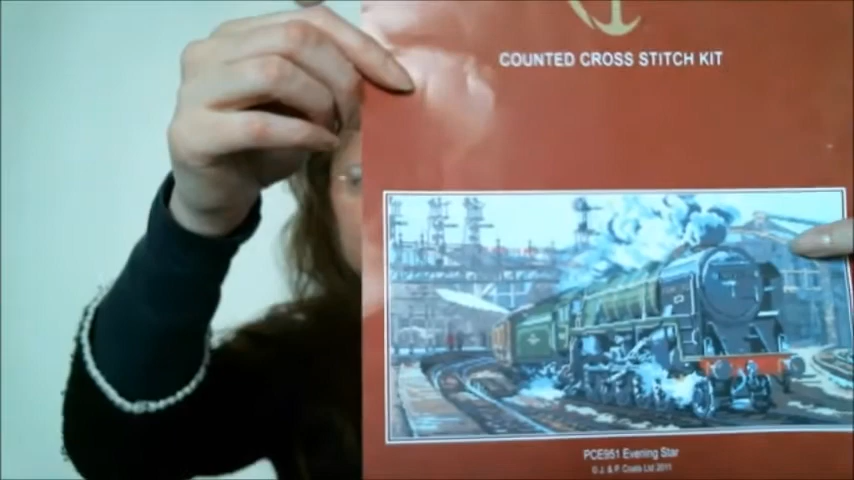 COUNTED CROSS STITCH KIT
PCE951 Evening Star
© J. & P. Coats Ltd 2011